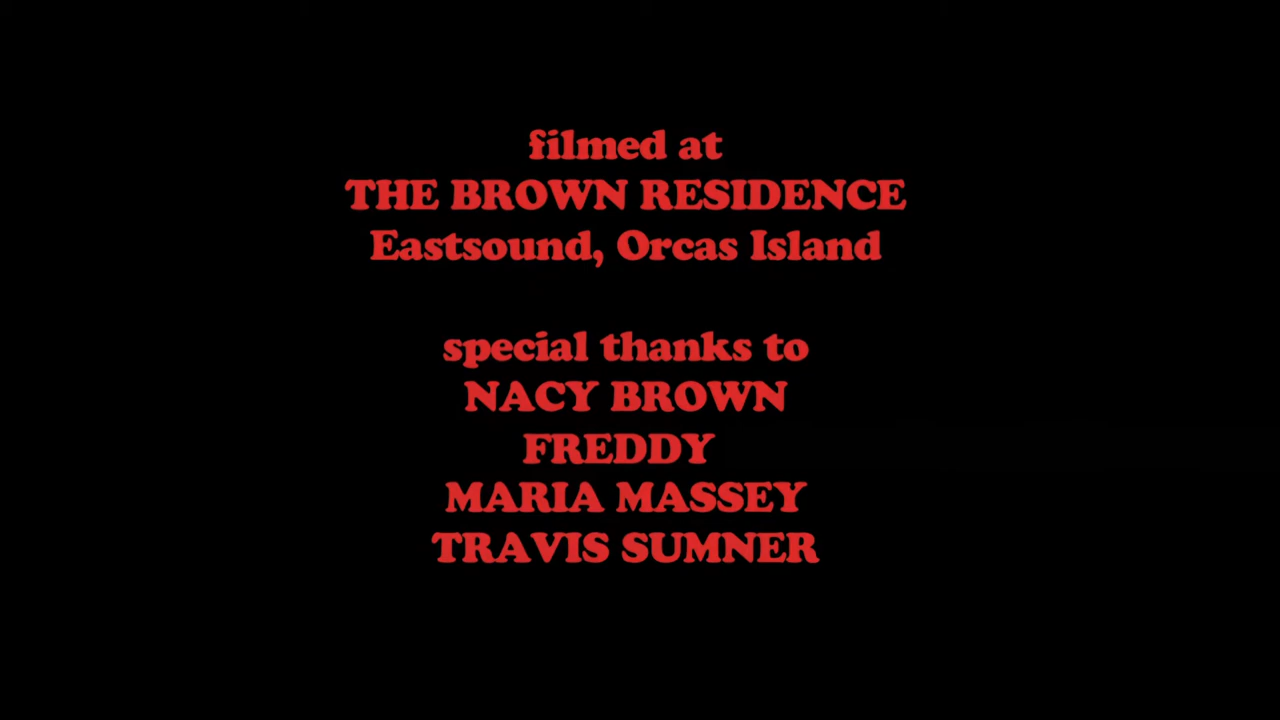 filmed at
THE BROWN RESIDENCE
Eastsound, Orcas Island
special thanks to
NACY BROWN
FREDDY
MARIA MASSEY
TRAVIS SUMNER